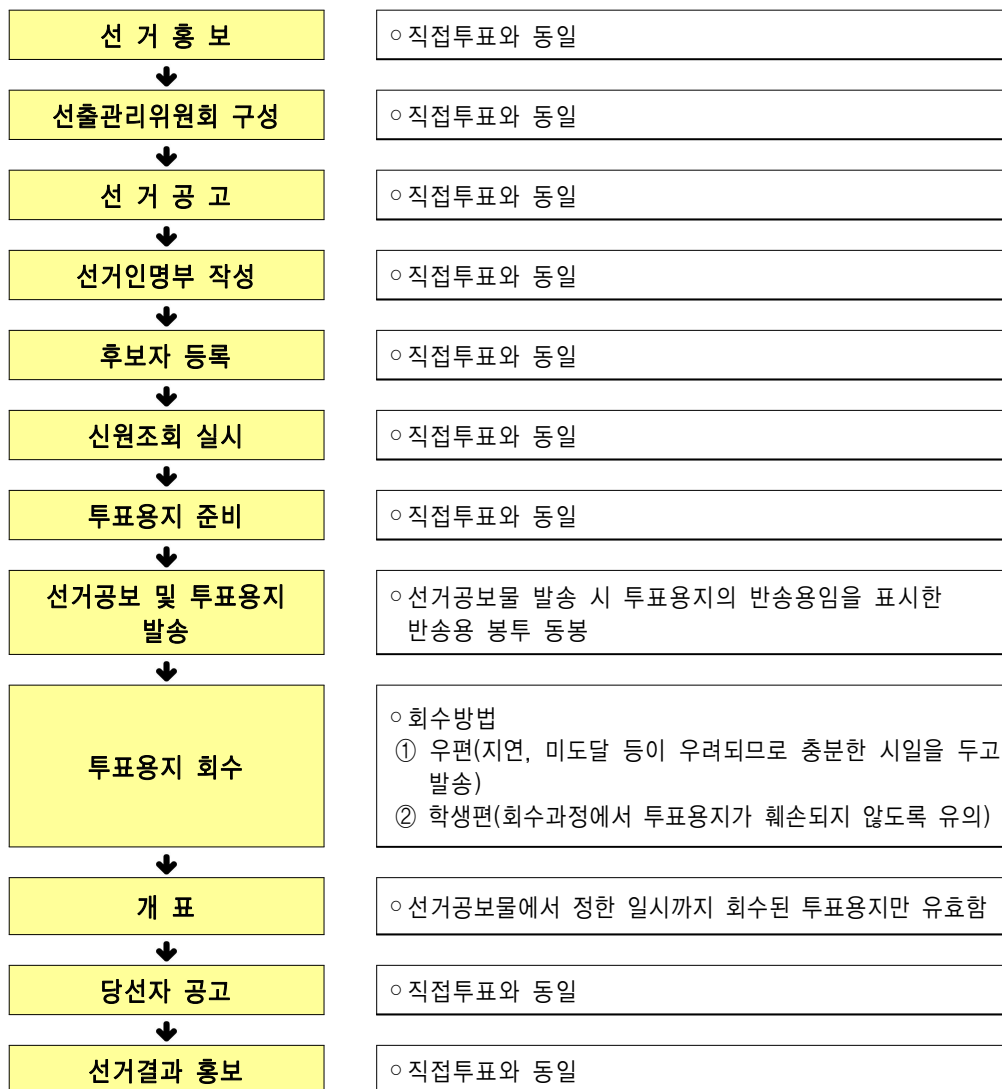 선 거 홍 보
○ 직접투표와 동일
선출관리위원회 구성
○ 직접투표와 동일
선 거 공 고
○ 직접투표와 동일
선거인명부 작성
○ 직접투표와 동일
후보자 등록
○ 직접투표와 동일
신원조회 실시
○ 직접투표와 동일
투표용지 준비
○ 직접투표와 동일
선거공보 및 투표용지
발송
○ 선거공보물 발송 시 투표용지의 반송용임을 표시한
반송용 봉투 동봉
투표용지 회수
○ 회수방법
① 우편(지연, 미도달 등이 우려되므로 충분한 시일을 두고
발송)
② 학생편(회수과정에서 투표용지가 훼손되지 않도록 유의)
개 표
○ 선거공보물에서 정한 일시까지 회수된 투표용지만 유효함
당선자 공고
○ 직접투표와 동일
선거결과 홍보
○ 직접투표와 동일